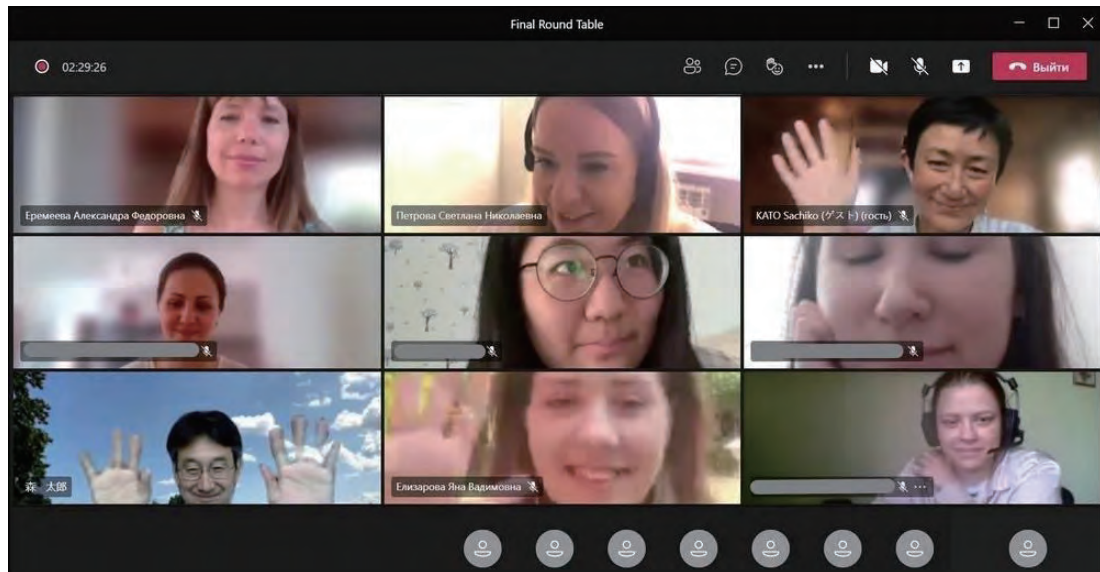 Final Round Table
02:29:26
Выйти
Еремеева Александра Федоровна
Петрова Светлана Николаевна
KATO Sachiko (ゲスト) (гость)
森 太郎
Елизарова Яна Вадимовна